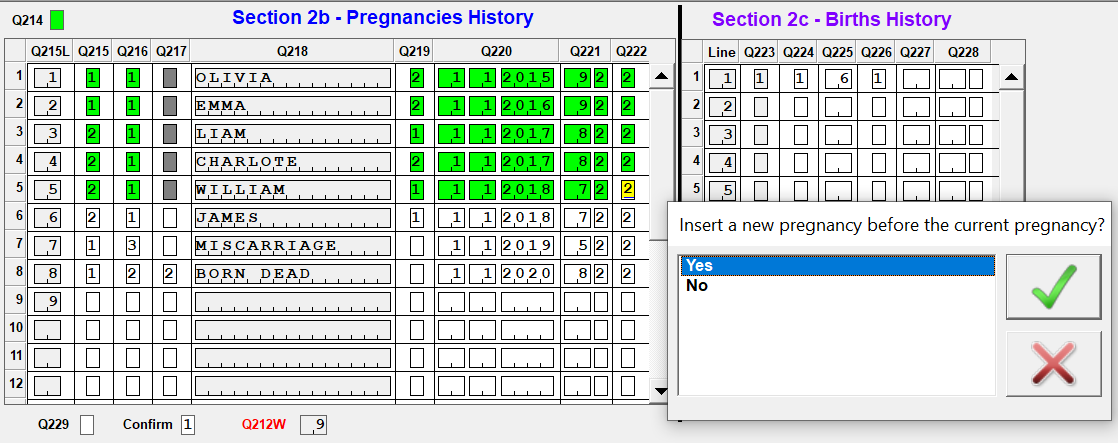 Q214
Section 2b - Pregnancies History
Q215L Q215 Q216 Q217 Q218 Q219 Q220 Q221 Q222
1 1 1 1 OLIVIA 2 1 1 2015 9 2 2
2 2 1 1 EMMA 2 1 1 2016 9 2 2
3 3 2 1 LIAM 1 1 1 2017 8 2 2
4 4 2 1 CHARLOTE 2 1 1 2017 8 2 2
5 5 2 1 WILLIAM 1 1 1 2018 7 2 2
6 6 2 1 JAMES 1 1 1 2018 7 2 2
7 7 1 3 MISCARRIAGE 1 1 2019 5 2 2
8 8 1 2 2 BORN DEAD 1 1 2020 8 2 2
9 9
10
11
12
Q229 Confirm 1 Q212W 9
Section 2c - Births History
Line Q223 Q224 Q225 Q226 Q227 Q228
1 1 1 1 6 1
2 2
3 3
4 4
5 5
Insert a new pregnancy before the current pregnancy?
Yes
No